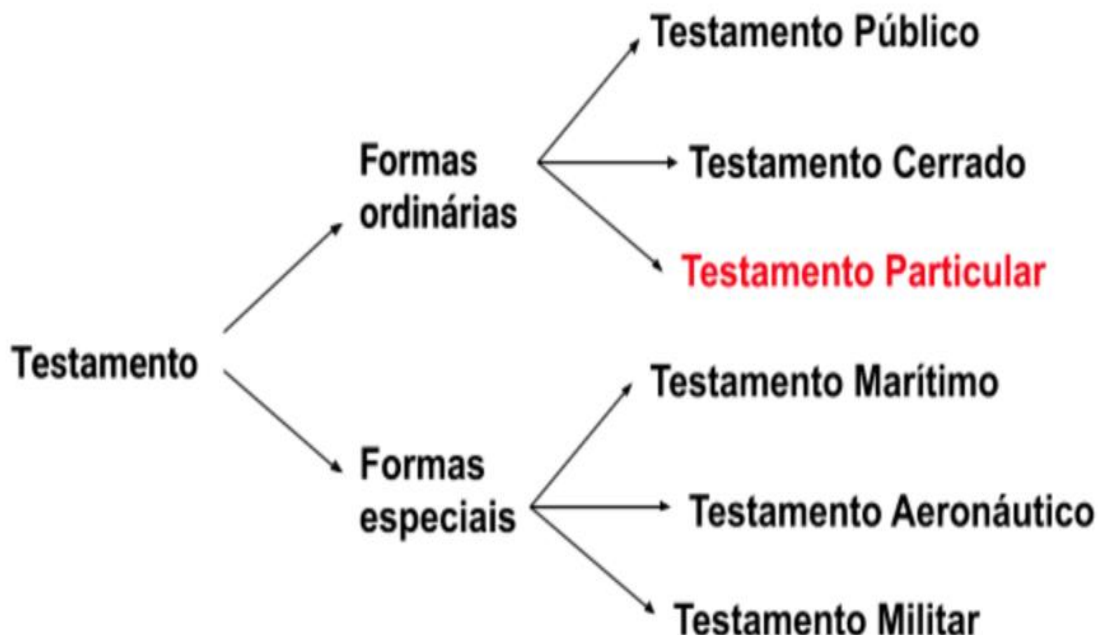 Testamento Público
Formas
ordinárias
Testamento Cerrado
Testamento Particular
Testamento
Testamento Marítimo
Formas
especiais
Testamento Aeronáutico
Testamento Militar